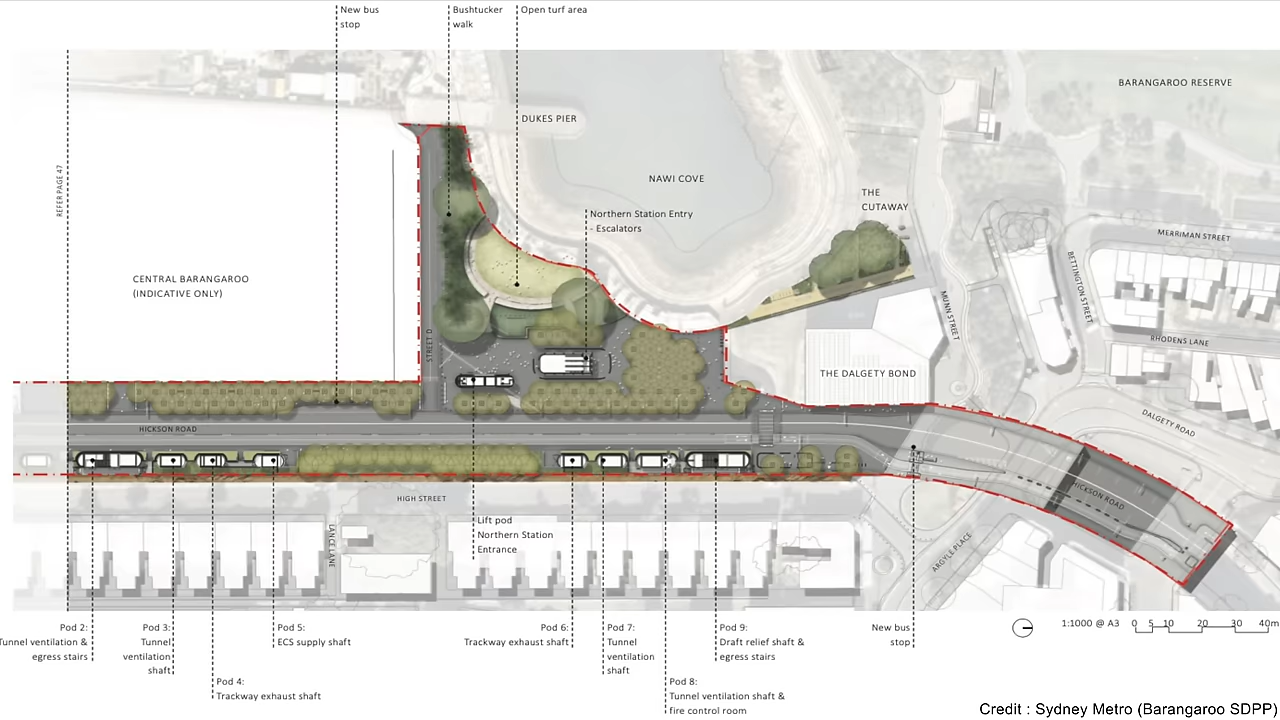 New bus
stop
Bushtucker
walk
Open turf area
BARANGAROO RESERVE
DUKES PIER
REFER PAGE 47
NAWI COVE
THE
CUTAWAY
Northern Station Entry
- Escalators
MERRIMAN STREET
BETTINGTON STREET
CENTRAL BARANGAROO
(INDICATIVE ONLY)
MUNN STREET
RHODENS LANE
STREET D
THE DALGETY BOND
DALGETY ROAD
HICKSON ROAD
HICKSON ROAD
HIGH STREET
LANCE LANE
Lift pod
Northern Station
Entrance
ARGYLE PLACE
Pod 2:
Tunnel ventilation &
egress stairs
Pod 3:
Tunnel
ventilation
shaft
Pod 4:
Trackway exhaust shaft
Pod 5:
ECS supply shaft
Pod 6:
Trackway exhaust shaft
Pod 7:
Tunnel
ventilation
shaft
Pod 8:
Tunnel ventilation shaft &
fire control room
Pod 9:
Draft relief shaft &
egress stairs
New bus
stop
1:1000 @ A3
0 5 10 20 30 40m
Credit : Sydney Metro (Barangaroo SDPP)